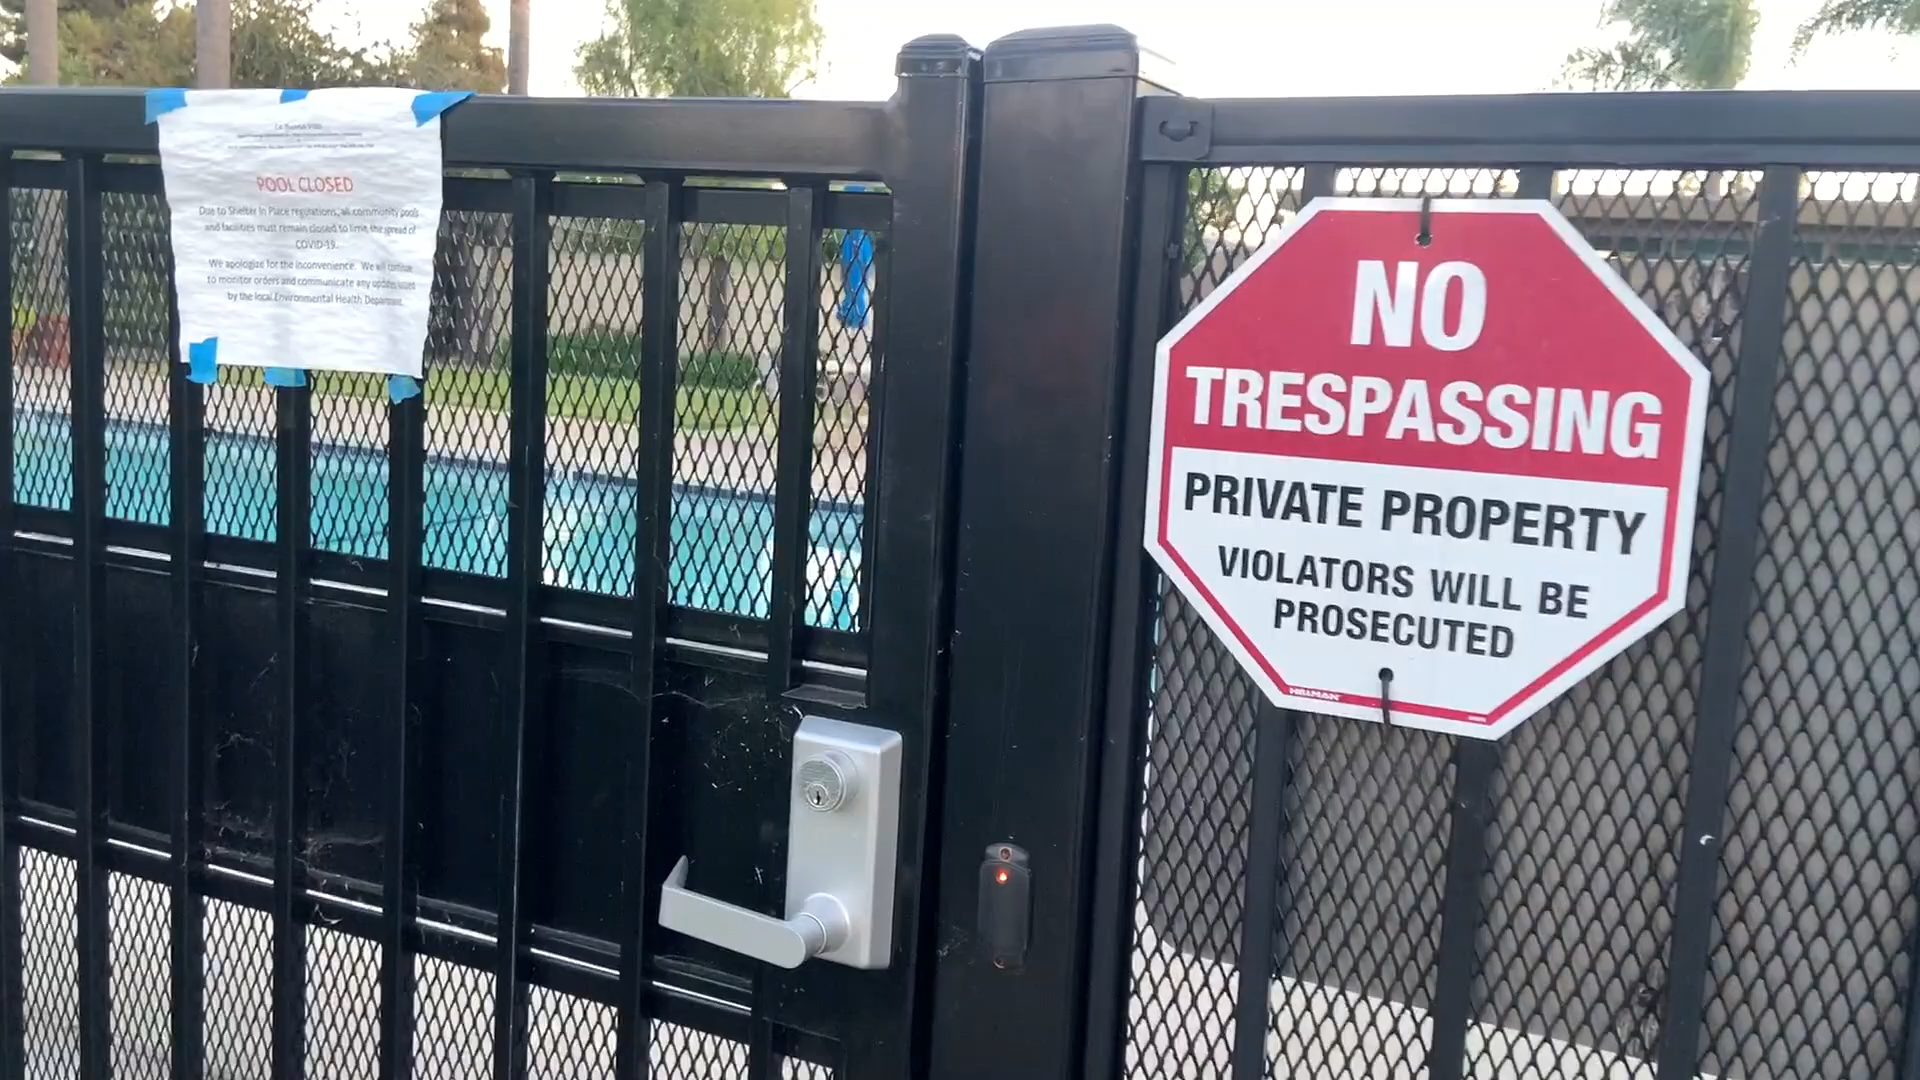 POOL CLOSED
Due to Shelter In Place regulations, all community pools
and facilities must remain closed to limit the spread of
COVID-19.
We apologize for the inconvenience. We will continue
to monitor orders and communicate any updates issued
by the local Environmental Health Department.
NO
TRESPASSING
PRIVATE PROPERTY
VIOLATORS WILL BE
PROSECUTED
HILLMAN